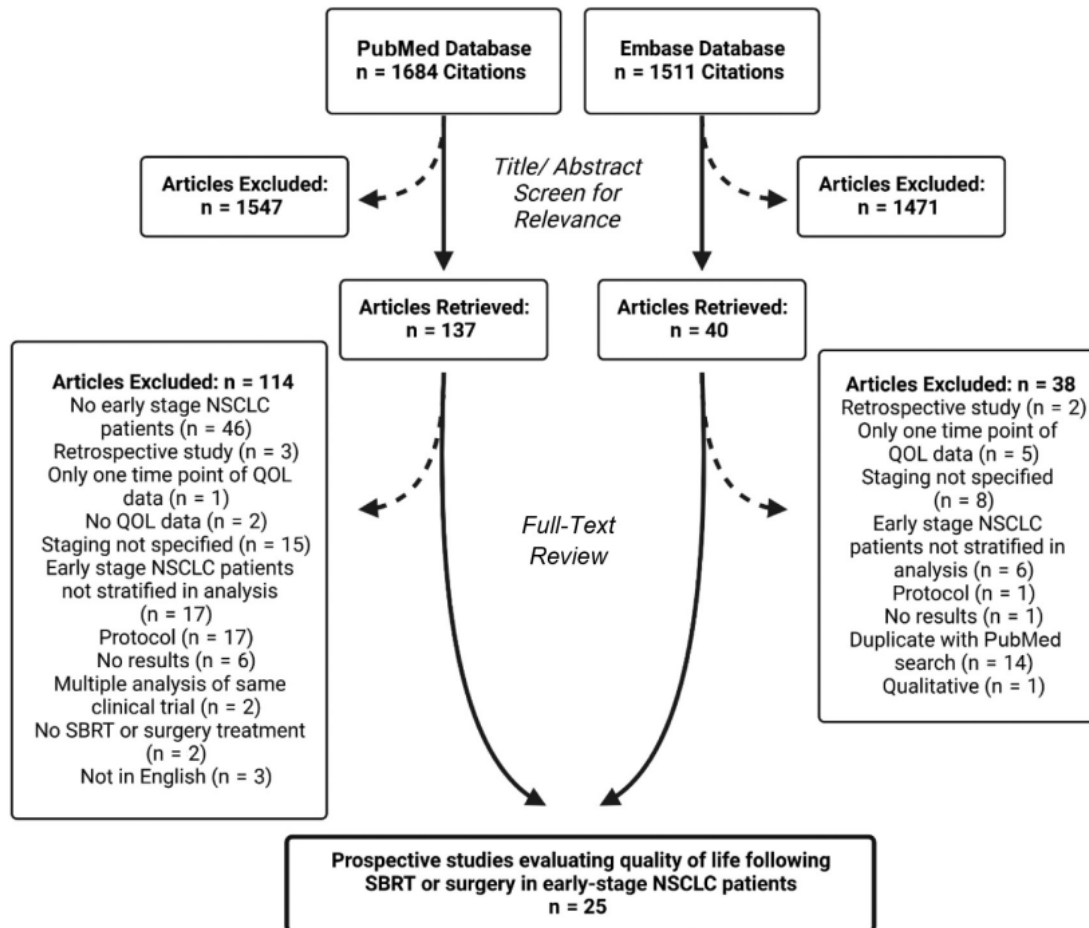 PubMed Database
n = 1684 Citations
Embase Database
n = 1511 Citations
Title/ Abstract
Screen for
Relevance
Articles Excluded:
n = 1547
Articles Excluded:
n = 1471
Articles Retrieved:
n = 137
Articles Retrieved:
n = 40
Articles Excluded: n = 114
No early stage NSCLC
patients (n = 46)
Retrospective study (n = 3)
Only one time point of QOL
data (n = 1)
No QOL data (n = 2)
Staging not specified (n = 15)
Early stage NSCLC patients
not stratified in analysis
(n = 17)
Protocol (n = 17)
No results (n = 6)
Multiple analysis of same
clinical trial (n = 2)
No SBRT or surgery treatment
(n = 2)
Not in English (n = 3)
Full-Text
Review
Articles Excluded: n = 38
Retrospective study (n = 2)
Only one time point of
QOL data (n = 5)
Staging not specified
(n = 8)
Early stage NSCLC
patients not stratified in
analysis (n = 6)
Protocol (n = 1)
No results (n = 1)
Duplicate with PubMed
search (n = 14)
Qualitative (n = 1)
Prospective studies evaluating quality of life following
SBRT or surgery in early-stage NSCLC patients
n = 25